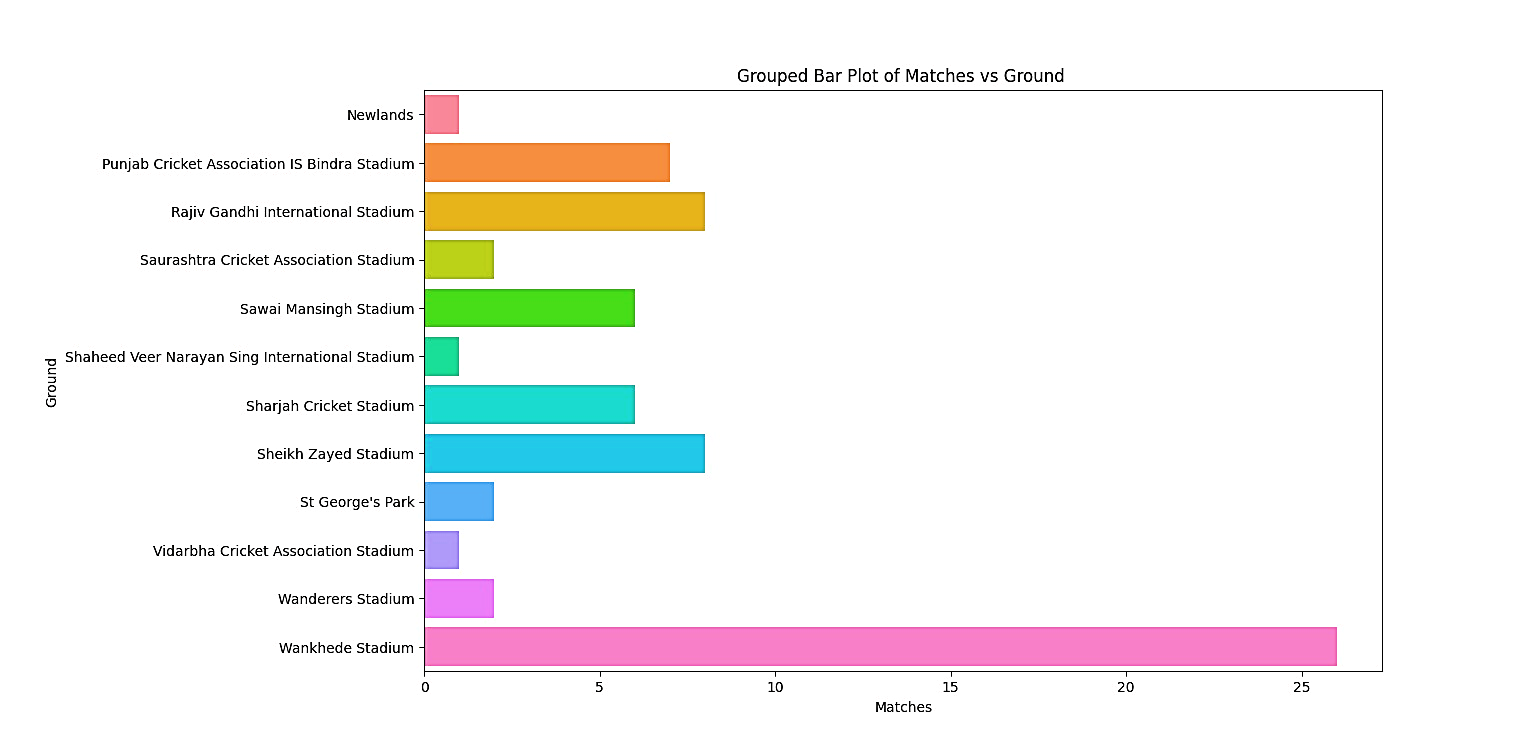 Grouped Bar Plot of Matches vs Ground
Newlands
Punjab Cricket Association IS Bindra Stadium
Rajiv Gandhi International Stadium
Saurashtra Cricket Association Stadium
Sawai Mansingh Stadium
Shaheed Veer Narayan Sing International Stadium
Sharjah Cricket Stadium
Sheikh Zayed Stadium
St George's Park
Vidarbha Cricket Association Stadium
Wanderers Stadium
Wankhede Stadium
Ground
0 5 10 15 20 25
Matches